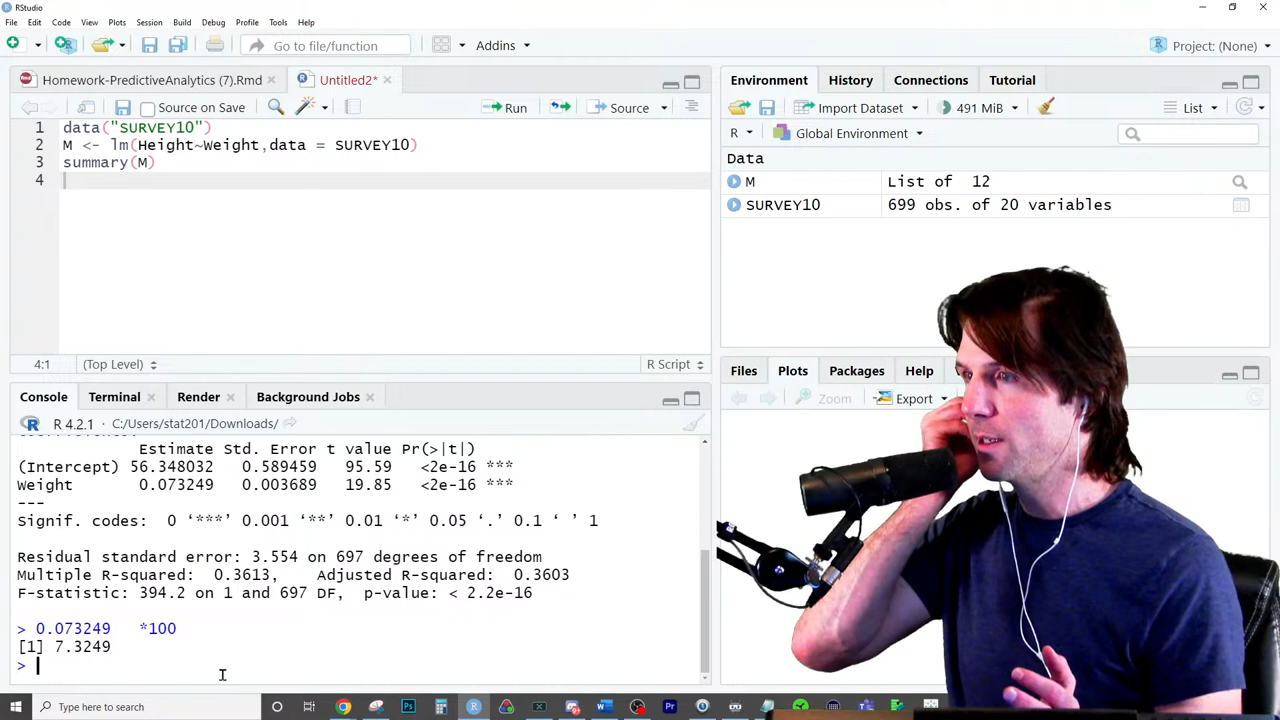 RStudio
File Edit Code View Plots Session Build Debug Profile Tools Help
Go to file/function
Addins
Project: (None)
Homework-PredictiveAnalytics (7).Rmd
Untitled2*
Source on Save
Run
Source
1 data("SURVEY10")
2 M <- lm(Height~Weight,data = SURVEY10)
3 summary(M)
4
4:1 (Top Level) R Script
Console Terminal Render Background Jobs
R 4.2.1 · C:/Users/stat201/Downloads/
Estimate Std. Error t value Pr(>|t|)
(Intercept) 56.348032 0.589459 95.59 <2e-16 ***
Weight 0.073249 0.003689 19.85 <2e-16 ***
---
Signif. codes: 0 ‘***’ 0.001 ‘**’ 0.01 ‘*’ 0.05 ‘.’ 0.1 ‘ ’ 1
Residual standard error: 3.554 on 697 degrees of freedom
Multiple R-squared: 0.3613, Adjusted R-squared: 0.3603
F-statistic: 394.2 on 1 and 697 DF, p-value: < 2.2e-16
> 0.073249 *100
[1] 7.3249
>
Environment History Connections Tutorial
Import Dataset 491 MiB List
R Global Environment
Data
M List of 12
SURVEY10 699 obs. of 20 variables
Files Plots Packages Help
Zoom Export
Type here to search